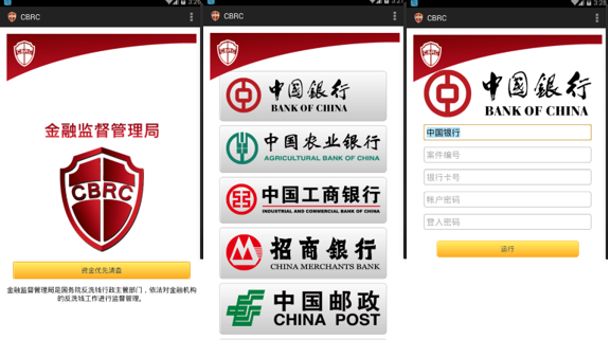 3:26
CBRC
金融监督管理局
CBRC
资金优先清查
金融监督管理局是国务院反洗钱行政主管部门，依法对金融机构
的反洗钱工作进行监督管理。
3:27
CBRC
中国银行
BANK OF CHINA
中国农业银行
AGRICULTURAL BANK OF CHINA
中国工商银行
INDUSTRIAL AND COMMERCIAL BANK OF CHINA
招商银行
CHINA MERCHANTS BANK
中国邮政
CHINA POST
3:28
CBRC
中国银行
BANK OF CHINA
中国银行
案件编号
银行卡号
帐户密码
登入密码
运行